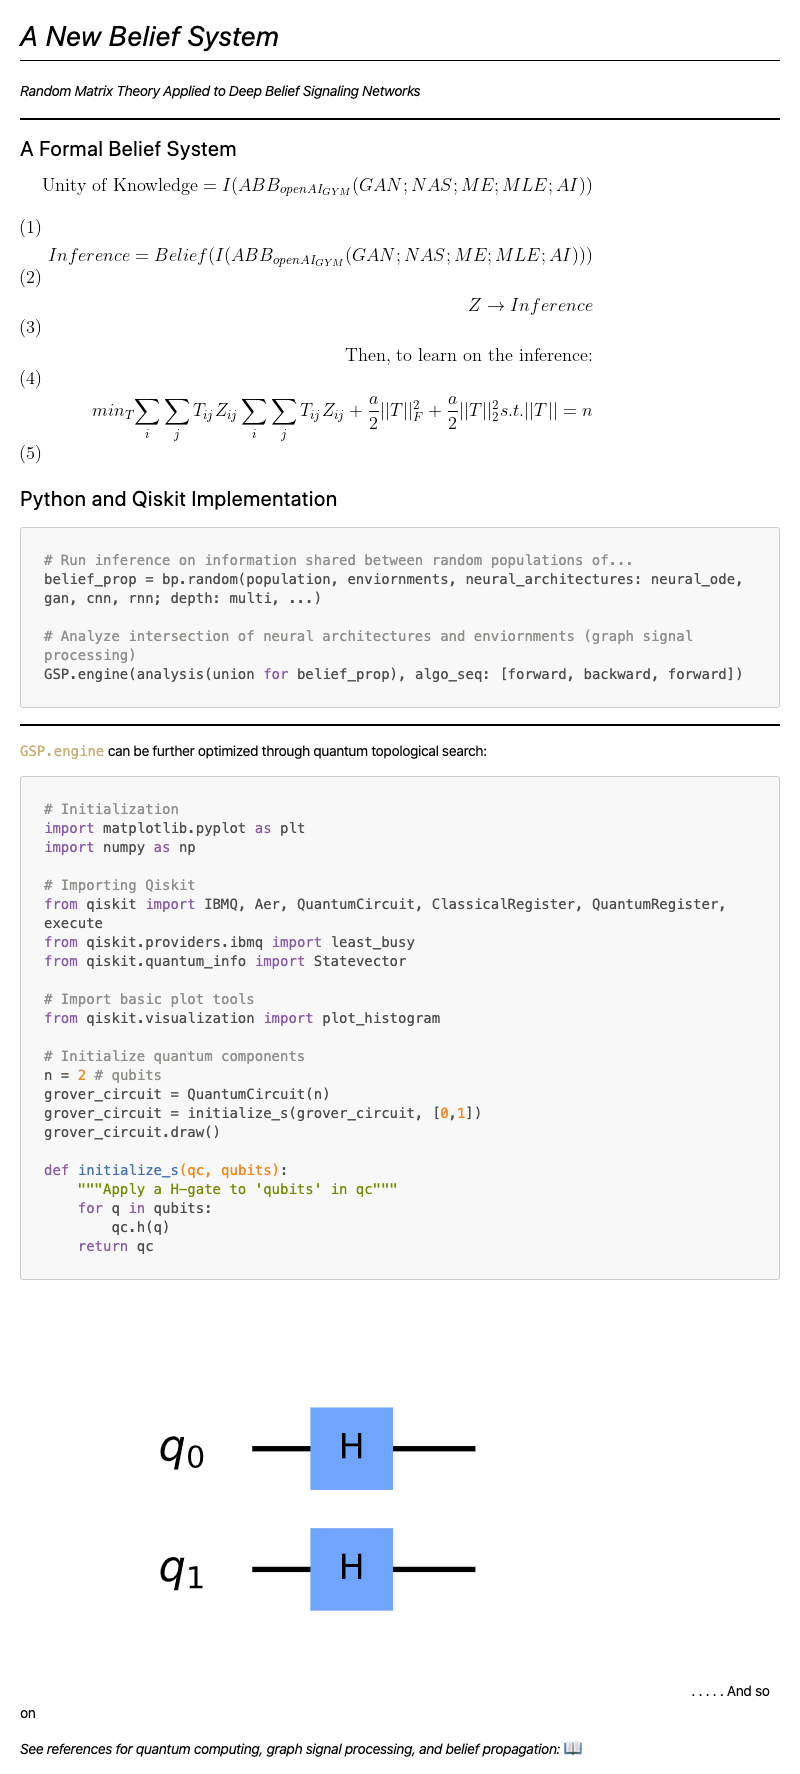 A New Belief System
Random Matrix Theory Applied to Deep Belief Signaling Networks
A Formal Belief System
Unity of Knowledge = I(ABB_{openAI_{GYM}}(GAN; NAS; ME; MLE; AI))
(1)
Inference = Belief(I(ABB_{openAI_{GYM}}(GAN; NAS; ME; MLE; AI)))
(2)
Z → Inference
(3)
Then, to learn on the inference:
(4)
min_T ∑_i ∑_j T_{ij} Z_{ij} ∑_i ∑_j T_{ij} Z_{ij} + \frac{a}{2}||T||_F^2 + \frac{a}{2}||T||_2^2 s.t.||T|| = n
(5)
Python and Qiskit Implementation
# Run inference on information shared between random populations of...
belief_prop = bp.random(population, enviornments, neural_architectures: neural_ode,
gan, cnn, rnn; depth: multi, ...)
# Analyze intersection of neural architectures and enviornments (graph signal
processing)
GSP.engine(analysis(union for belief_prop), algo_seq: [forward, backward, forward])
GSP.engine can be further optimized through quantum topological search:
# Initialization
import matplotlib.pyplot as plt
import numpy as np
# Importing Qiskit
from qiskit import IBMQ, Aer, QuantumCircuit, ClassicalRegister, QuantumRegister,
execute
from qiskit.providers.ibmq import least_busy
from qiskit.quantum_info import Statevector
# Import basic plot tools
from qiskit.visualization import plot_histogram
# Initialize quantum components
n = 2 # qubits
grover_circuit = QuantumCircuit(n)
grover_circuit = initialize_s(grover_circuit, [0,1])
grover_circuit.draw()
def initialize_s(qc, qubits):
    """Apply a H-gate to 'qubits' in qc"""
    for q in qubits:
        qc.h(q)
    return qc
q0 H
q1 H
. . . . . And so
on
See references for quantum computing, graph signal processing, and belief propagation: 📖